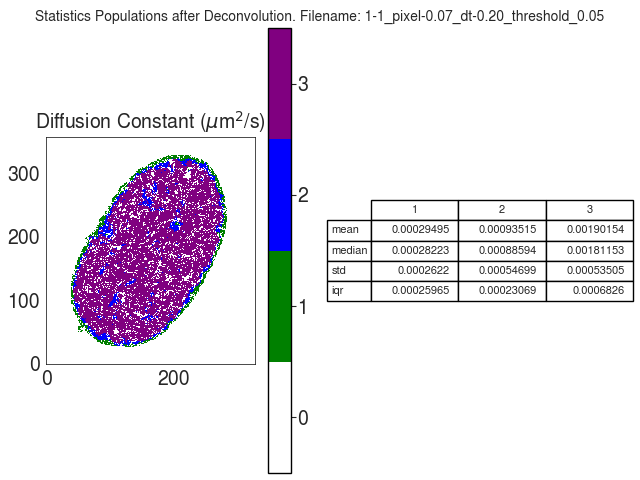 Statistics Populations after Deconvolution. Filename: 1-1_pixel-0.07_dt-0.20_threshold_0.05
Diffusion Constant (μm²/s)
300
200
100
0
0 200
3
2
1
0
1 2 3
mean 0.00029495 0.00093515 0.00190154
median 0.00028223 0.00088594 0.00181153
std 0.0002622 0.00054699 0.00053505
iqr 0.00025965 0.00023069 0.0006826